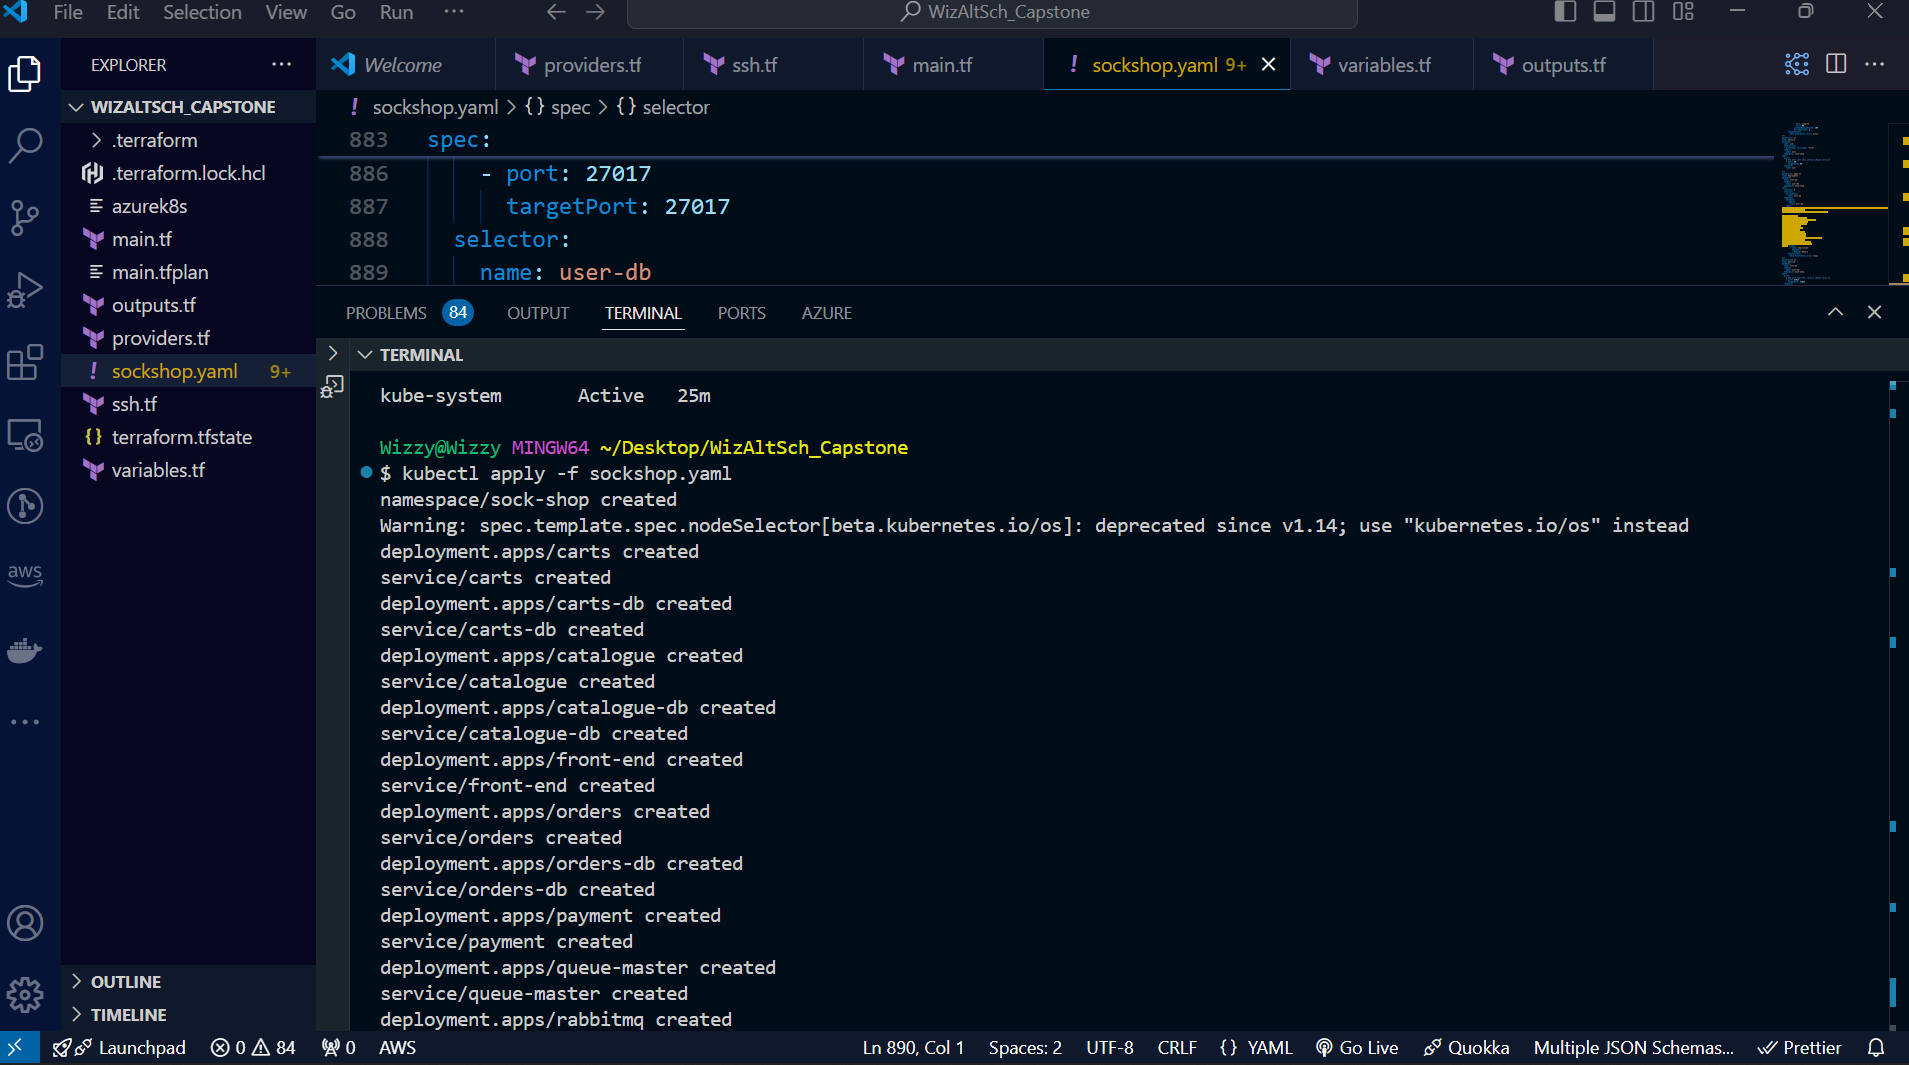 File Edit Selection View Go Run ··· WizAltSch_Capstone
EXPLORER ···
WIZALTSCH_CAPSTONE
.terraform
.terraform.lock.hcl
azurek8s
main.tf
main.tfplan
outputs.tf
providers.tf
sockshop.yaml 9+
ssh.tf
terraform.tfstate
variables.tf
OUTLINE
TIMELINE
aws
Welcome providers.tf ssh.tf main.tf ! sockshop.yaml 9+ variables.tf outputs.tf
! sockshop.yaml > {} spec > {} selector
883 spec:
886 - port: 27017
887 targetPort: 27017
888 selector:
889 name: user-db
PROBLEMS 84 OUTPUT TERMINAL PORTS AZURE
TERMINAL
kube-system Active 25m
Wizzy@Wizzy MINGW64 ~/Desktop/WizAltSch_Capstone
$ kubectl apply -f sockshop.yaml
namespace/sock-shop created
Warning: spec.template.spec.nodeSelector[beta.kubernetes.io/os]: deprecated since v1.14; use "kubernetes.io/os" instead
deployment.apps/carts created
service/carts created
deployment.apps/carts-db created
service/carts-db created
deployment.apps/catalogue created
service/catalogue created
deployment.apps/catalogue-db created
service/catalogue-db created
deployment.apps/front-end created
service/front-end created
deployment.apps/orders created
service/orders created
deployment.apps/orders-db created
service/orders-db created
deployment.apps/payment created
service/payment created
deployment.apps/queue-master created
service/queue-master created
deployment.apps/rabbitmq created
Launchpad 0 84 0 AWS Ln 890, Col 1 Spaces: 2 UTF-8 CRLF {} YAML Go Live Quokka Multiple JSON Schemas... Prettier